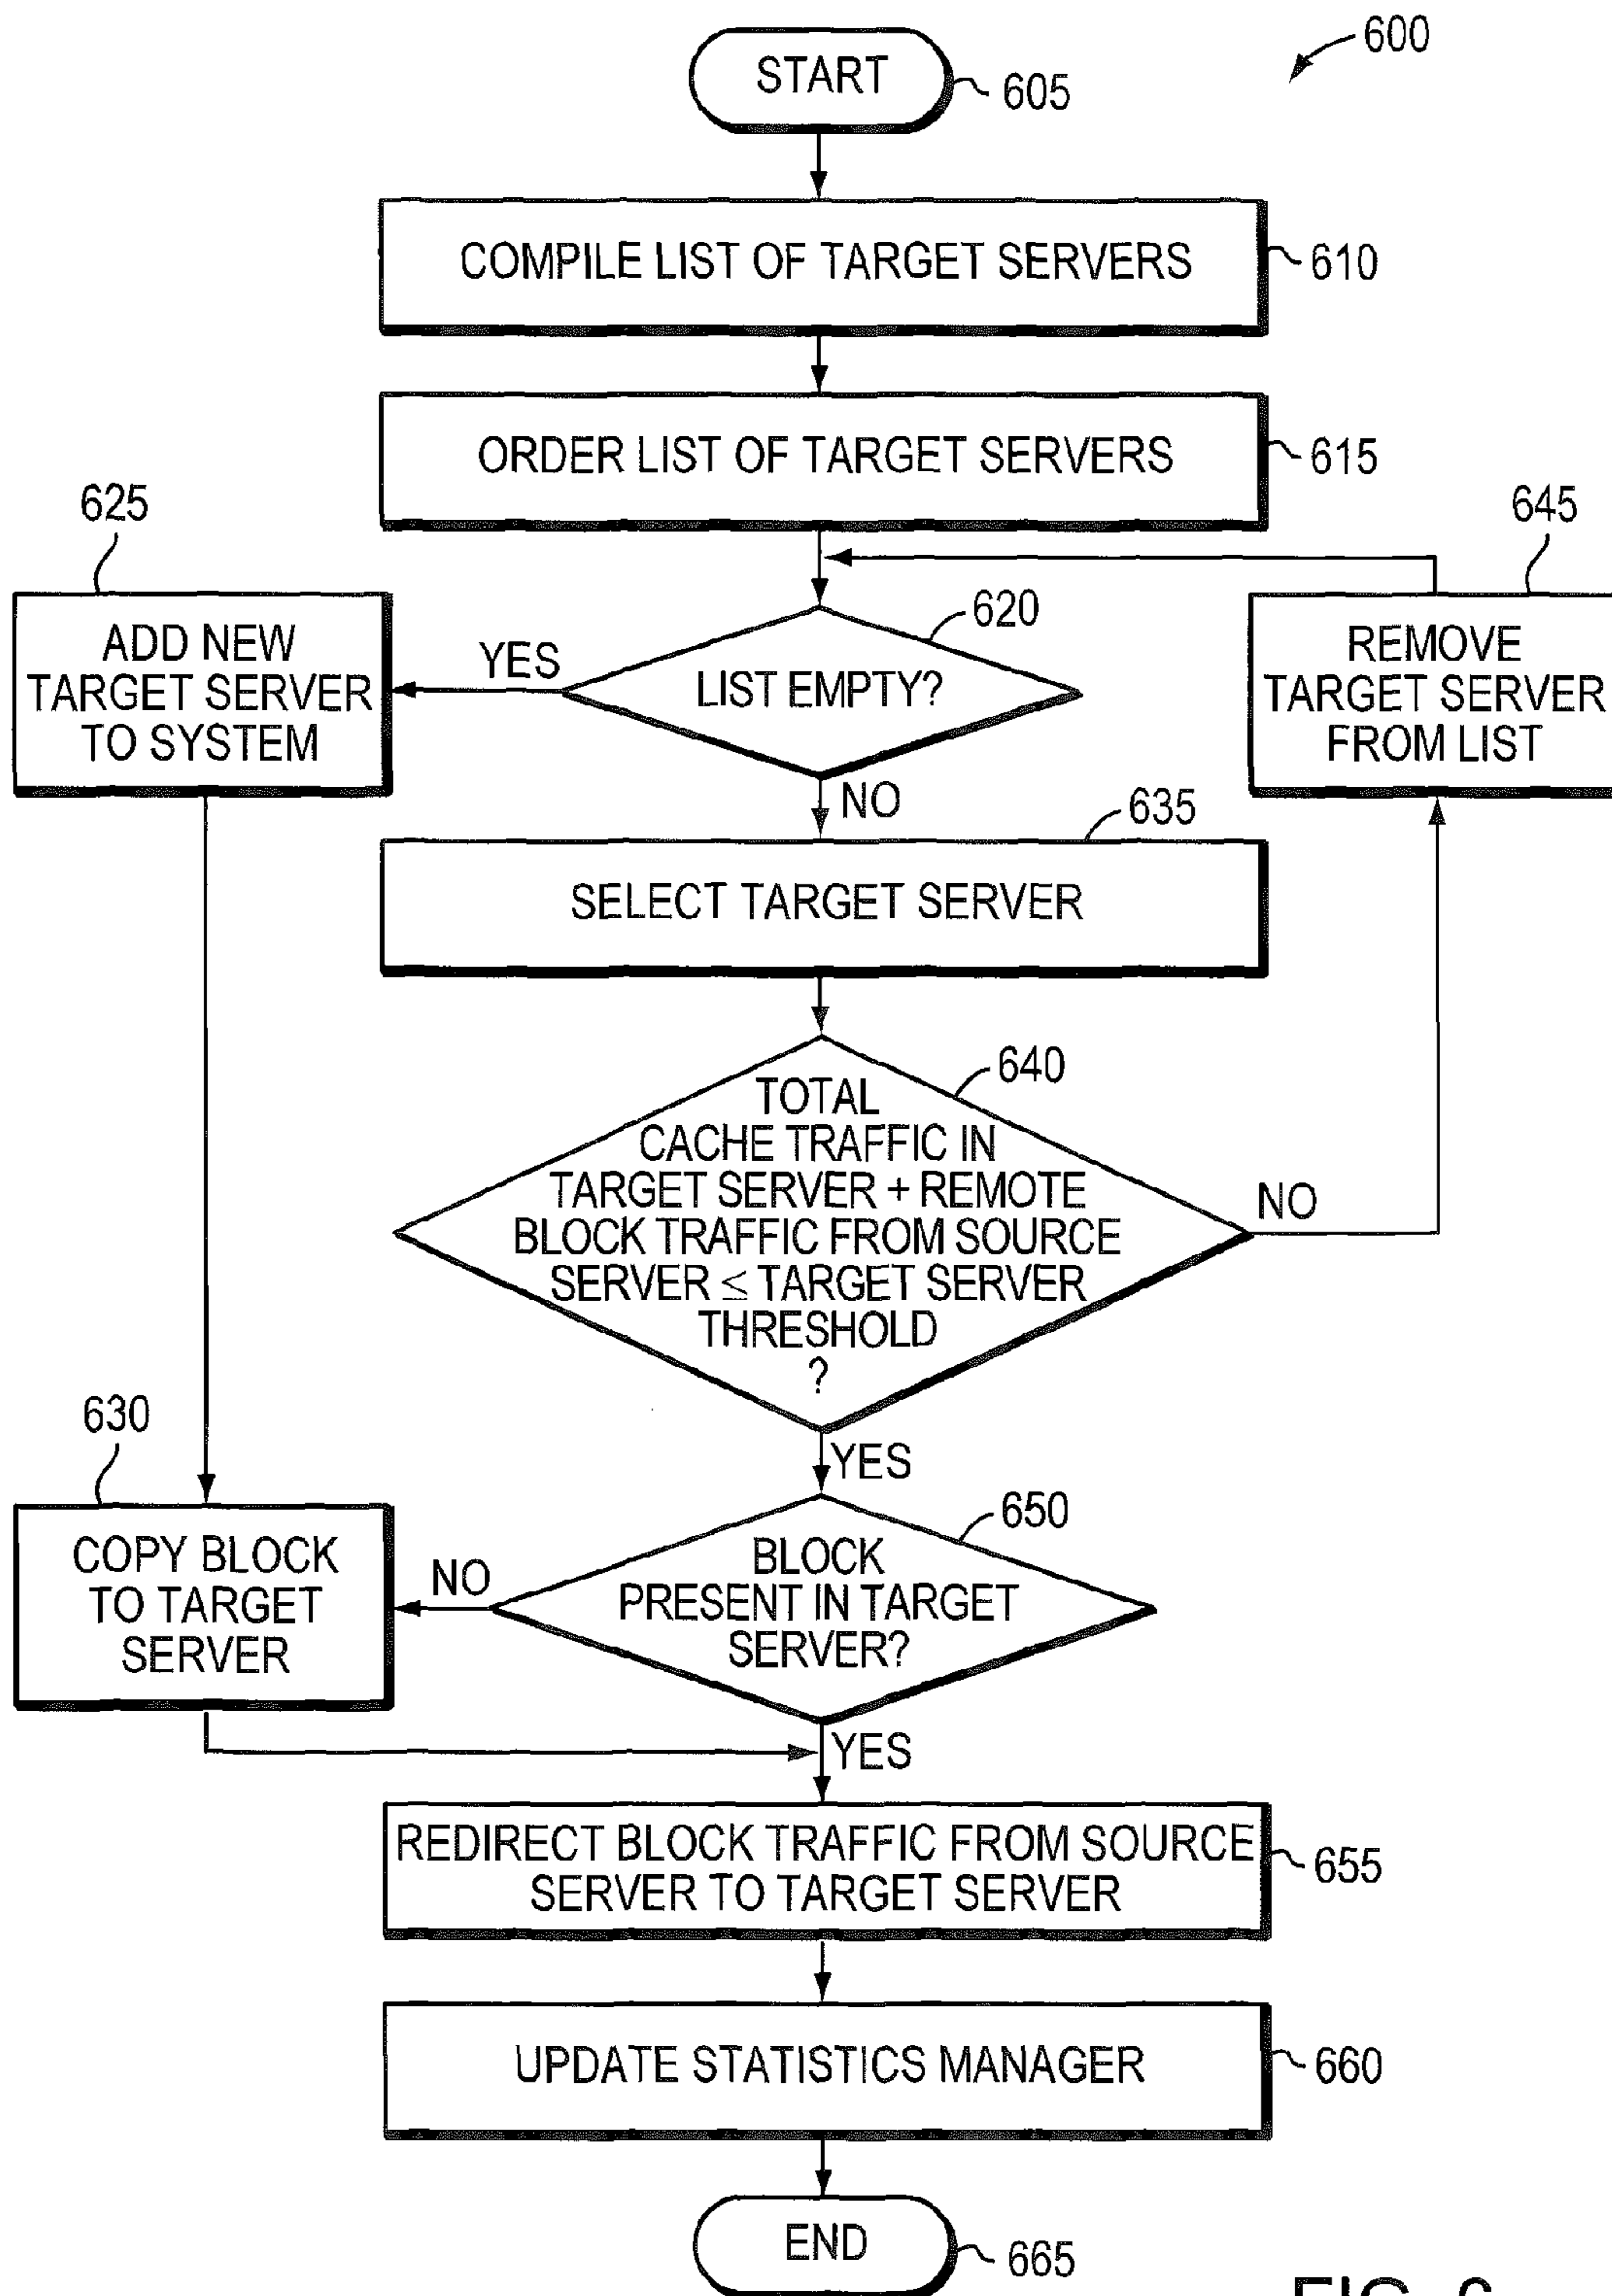 600
START
605
COMPILE LIST OF TARGET SERVERS
610
ORDER LIST OF TARGET SERVERS
615
625
645
ADD NEW
TARGET SERVER
TO SYSTEM
YES
620
LIST EMPTY?
REMOVE
TARGET SERVER
FROM LIST
NO
635
SELECT TARGET SERVER
640
TOTAL
CACHE TRAFFIC IN
TARGET SERVER + REMOTE
BLOCK TRAFFIC FROM SOURCE
SERVER ≤ TARGET SERVER
THRESHOLD
?
NO
YES
630
COPY BLOCK
TO TARGET
SERVER
NO
650
BLOCK
PRESENT IN TARGET
SERVER?
YES
REDIRECT BLOCK TRAFFIC FROM SOURCE
SERVER TO TARGET SERVER
655
UPDATE STATISTICS MANAGER
660
END
665